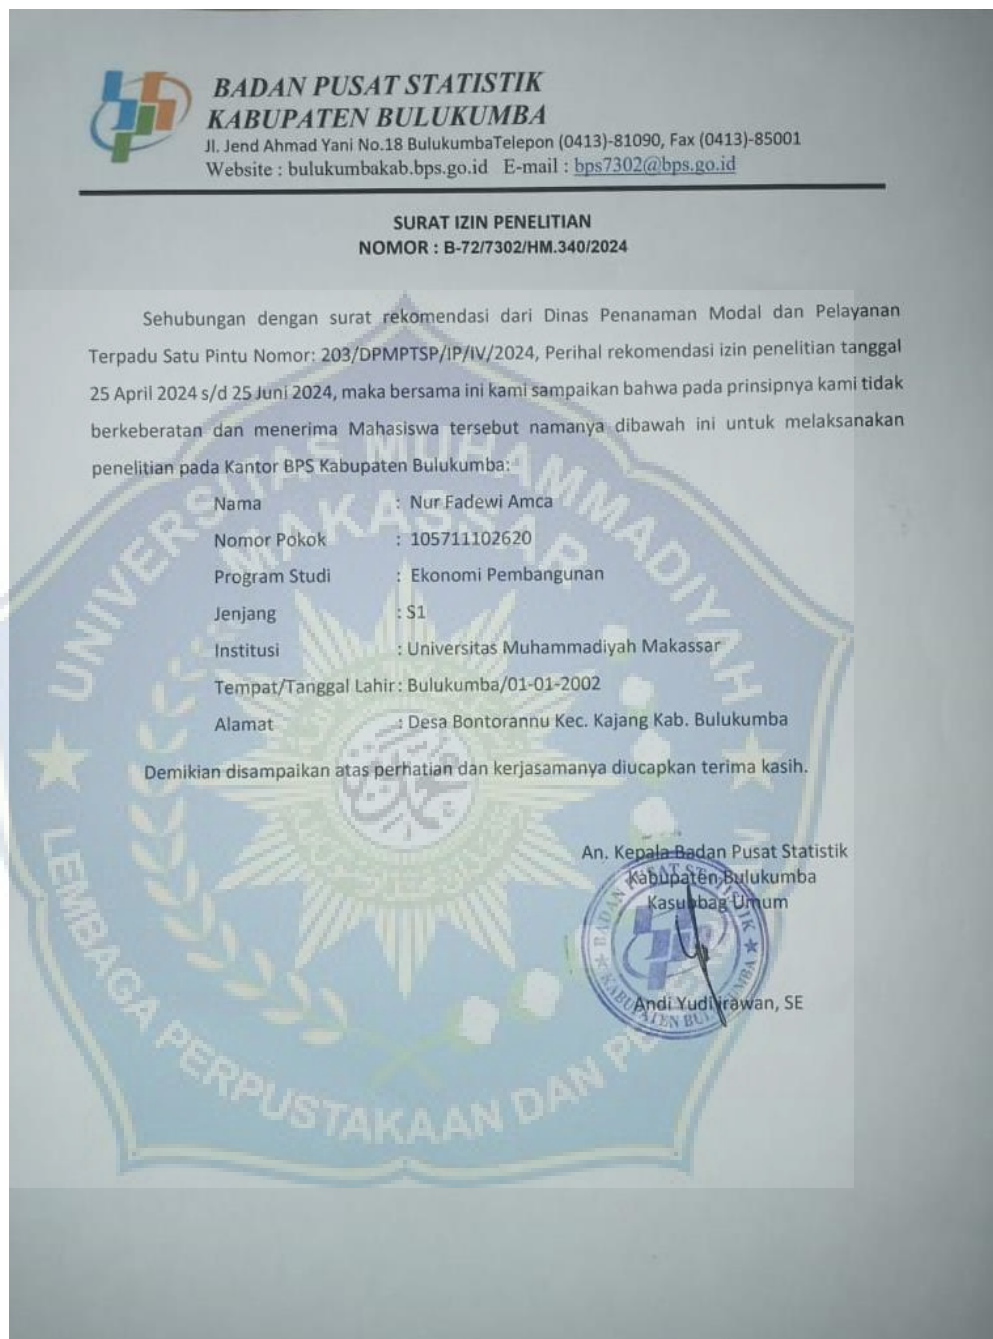 BADAN PUSAT STATISTIK
KABUPATEN BULUKUMBA
Jl. Jend Ahmad Yani No.18 BulukumbaTelepon (0413)-81090, Fax (0413)-85001
Website : bulukumbakab.bps.go.id E-mail : bps7302@bps.go.id
SURAT IZIN PENELITIAN
NOMOR : B-72/7302/HM.340/2024
Sehubungan dengan surat rekomendasi dari Dinas Penanaman Modal dan Pelayanan
Terpadu Satu Pintu Nomor: 203/DPMPTSP/IP/IV/2024, Perihal rekomendasi izin penelitian tanggal
25 April 2024 s/d 25 Juni 2024, maka bersama ini kami sampaikan bahwa pada prinsipnya kami tidak
berkeberatan dan menerima Mahasiswa tersebut namanya dibawah ini untuk melaksanakan
penelitian pada Kantor BPS Kabupaten Bulukumba:
Nama : Nur Fadewi Amca
Nomor Pokok : 105711102620
Program Studi : Ekonomi Pembangunan
Jenjang : S1
Institusi : Universitas Muhammadiyah Makassar
Tempat/Tanggal Lahir : Bulukumba/01-01-2002
Alamat : Desa Bontorannu Kec. Kajang Kab. Bulukumba
Demikian disampaikan atas perhatian dan kerjasamanya diucapkan terima kasih.
An. Kepala Badan Pusat Statistik
Kabupaten Bulukumba
Kasubbag Umum
Andi Yudi Irawan, SE
BADAN PUSAT STATISTIK
KABUPATEN BULUKUMBA
UNIVERSITAS MUHAMMADIYAH
MAKASSAR
LEMBAGA PERPUSTAKAAN DAN